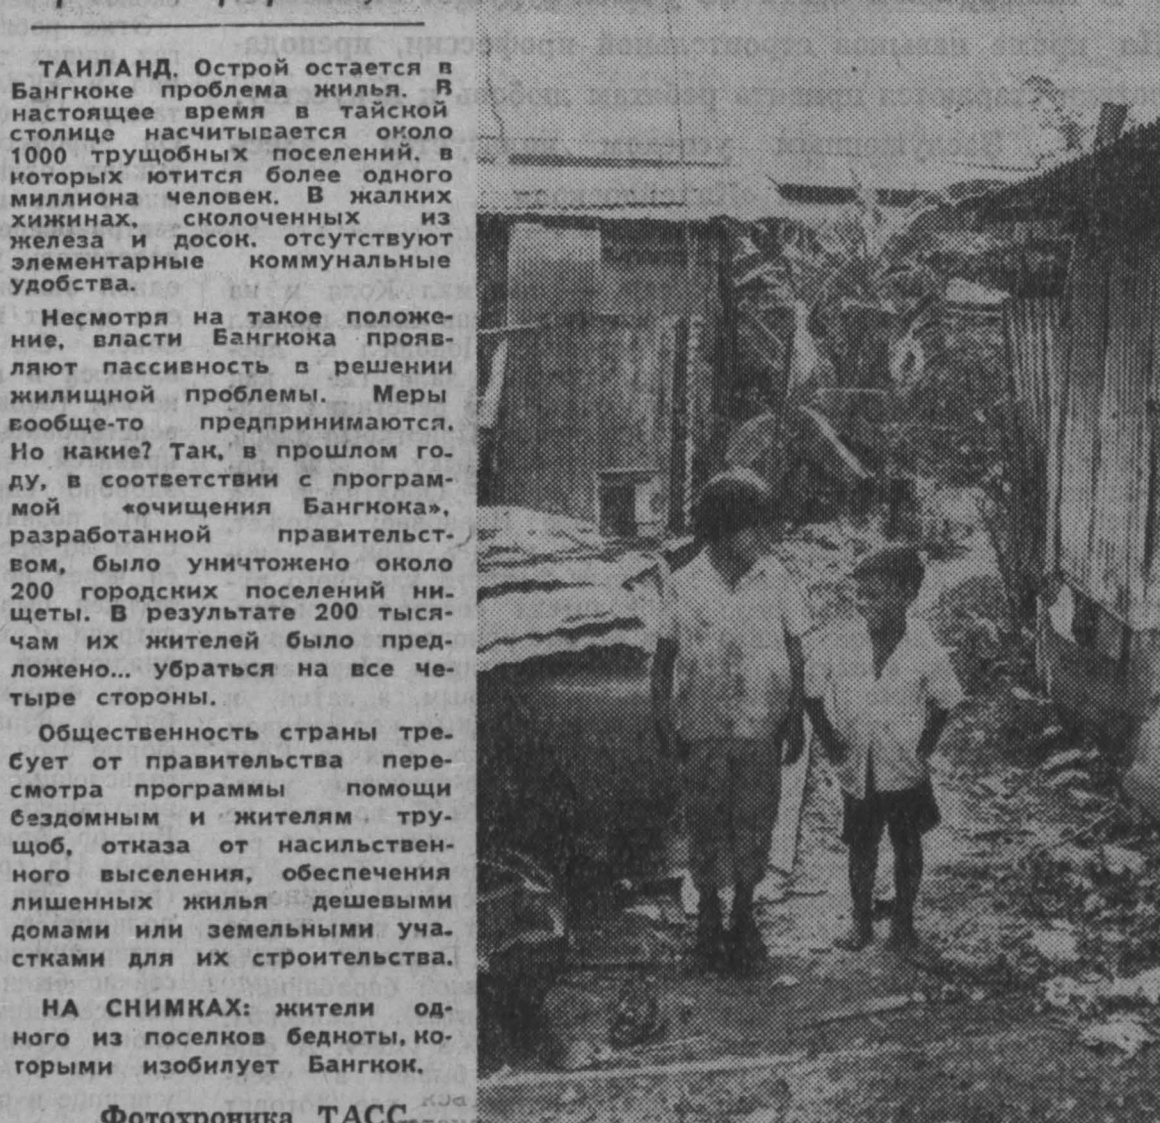 ТАИЛАНД. Острой остается в
Бангкоке проблема жилья. В
настоящее время в тайской
столице насчитывается около
1000 трущобных поселений, в
которых ютится более одного
миллиона человек. В жалких
хижинах, сколоченных из
железа и досок, отсутствуют
элементарные коммунальные
удобства.
Несмотря на такое положе-
ние, власти Бангкока прояв-
ляют пассивность в решении
жилищной проблемы. Меры
вообще-то предпринимаются.
Но какие? Так, в прошлом го-
ду, в соответствии с програм-
мой «очищения Бангкока»,
разработанной правительст-
вом, было уничтожено около
200 городских поселений ни-
щеты. В результате 200 тыся-
чам их жителей было пред-
ложено... убраться на все че-
тыре стороны.
Общественность страны тре-
бует от правительства пере-
смотра программы помощи
бездомным и жителям тру-
щоб, отказа от насильствен-
ного выселения, обеспечения
лишенных жилья дешевыми
домами или земельными уча-
стками для их строительства.
НА СНИМКАХ: жители од-
ного из поселков бедноты, ко-
торыми изобилует Бангкок.
Фотохроника ТАСС